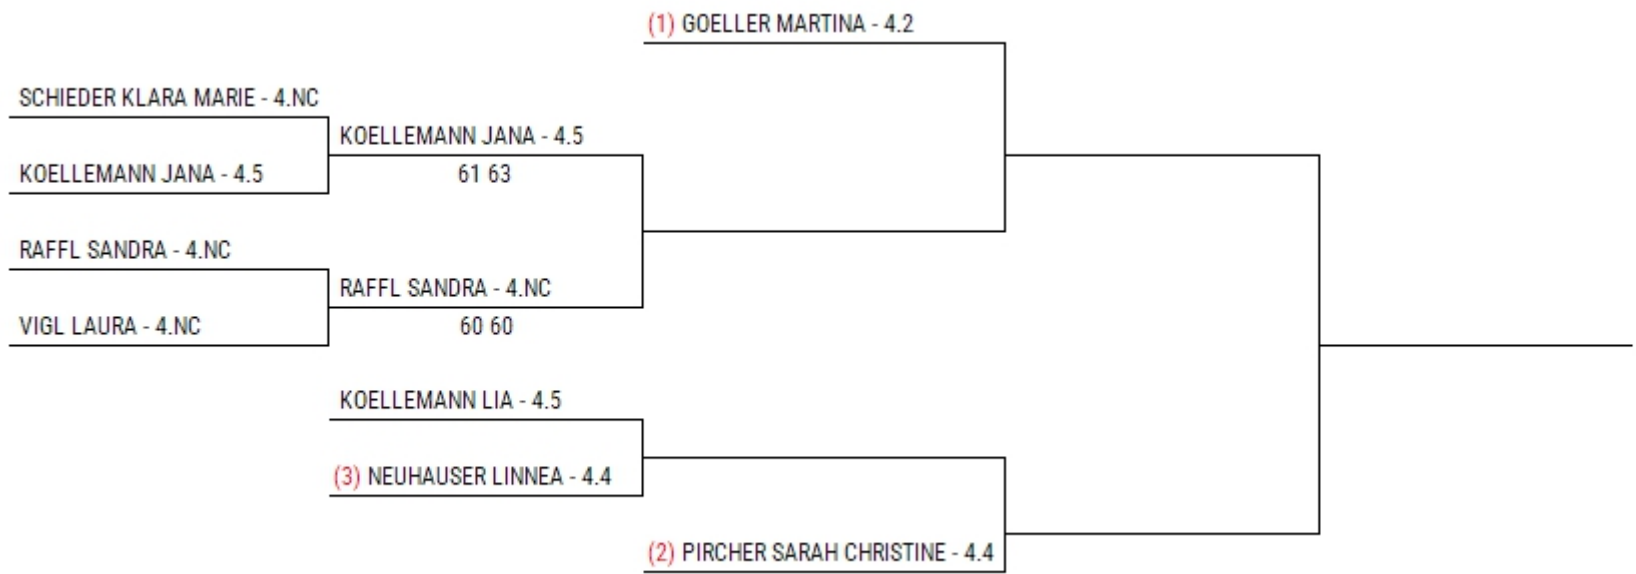 (1) GOELLER MARTINA - 4.2
SCHIEDER KLARA MARIE - 4.NC
KOELLEMANN JANA - 4.5
KOELLEMANN JANA - 4.5
61 63
RAFFL SANDRA - 4.NC
RAFFL SANDRA - 4.NC
VIGL LAURA - 4.NC
60 60
KOELLEMANN LIA - 4.5
(3) NEUHAUSER LINNEA - 4.4
(2) PIRCHER SARAH CHRISTINE - 4.4